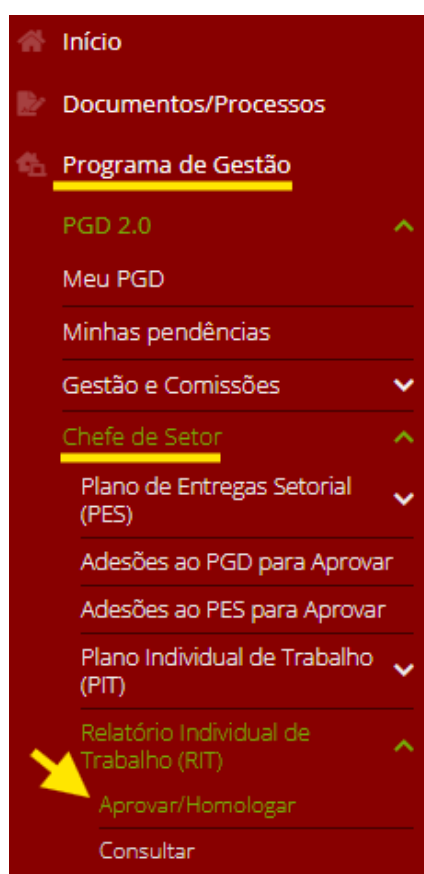 Início
Documentos/Processos
Programa de Gestão
PGD 2.0
Meu PGD
Minhas pendências
Gestão e Comissões
Chefe de Setor
Plano de Entregas Setorial
(PES)
Adesões ao PGD para Aprovar
Adesões ao PES para Aprovar
Plano Individual de Trabalho
(PIT)
Relatório Individual de
Trabalho (RIT)
Aprovar/Homologar
Consultar